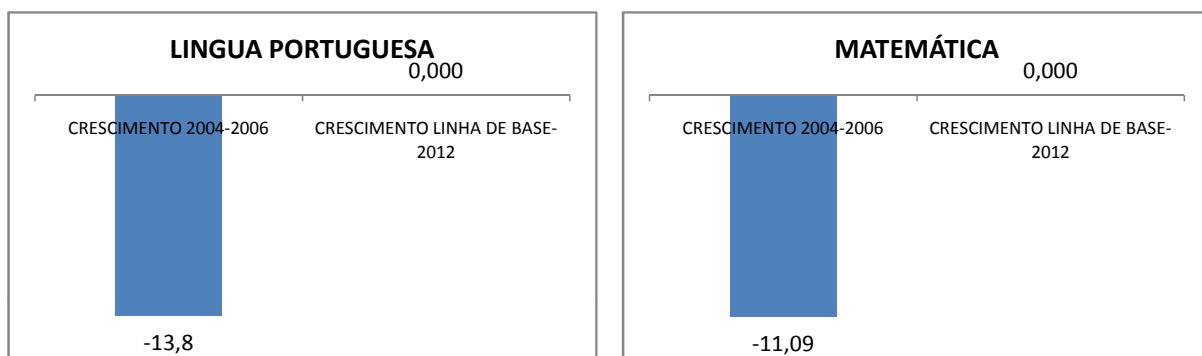 LINGUA PORTUGUESA
0,000
CRESCIMENTO 2004-2006
CRESCIMENTO LINHA DE BASE-
2012
-13,8
MATEMÁTICA
0,000
CRESCIMENTO 2004-2006
CRESCIMENTO LINHA DE BASE-
2012
-11,09